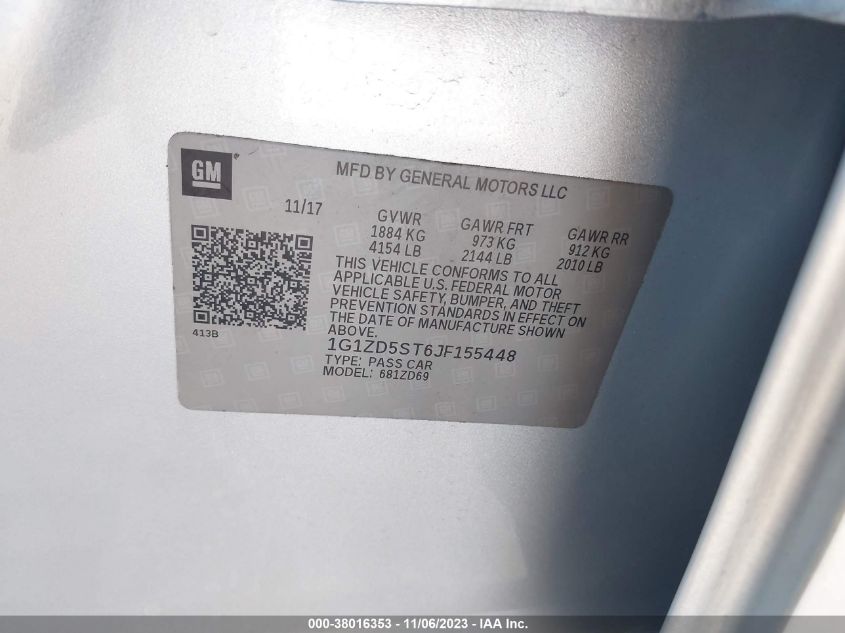 GM
MFD BY GENERAL MOTORS LLC
11/17
GVWR
1884 KG
4154 LB
GAWR FRT
973 KG
2144 LB
GAWR RR
912 KG
2010 LB
THIS VEHICLE CONFORMS TO ALL
APPLICABLE U.S. FEDERAL MOTOR
VEHICLE SAFETY, BUMPER, AND THEFT
PREVENTION STANDARDS IN EFFECT ON
THE DATE OF MANUFACTURE SHOWN
ABOVE.
413B
1G1ZD5ST6JF155448
TYPE: PASS CAR
MODEL: 681ZD69
000-38016353 - 11/06/2023 - IAA Inc.